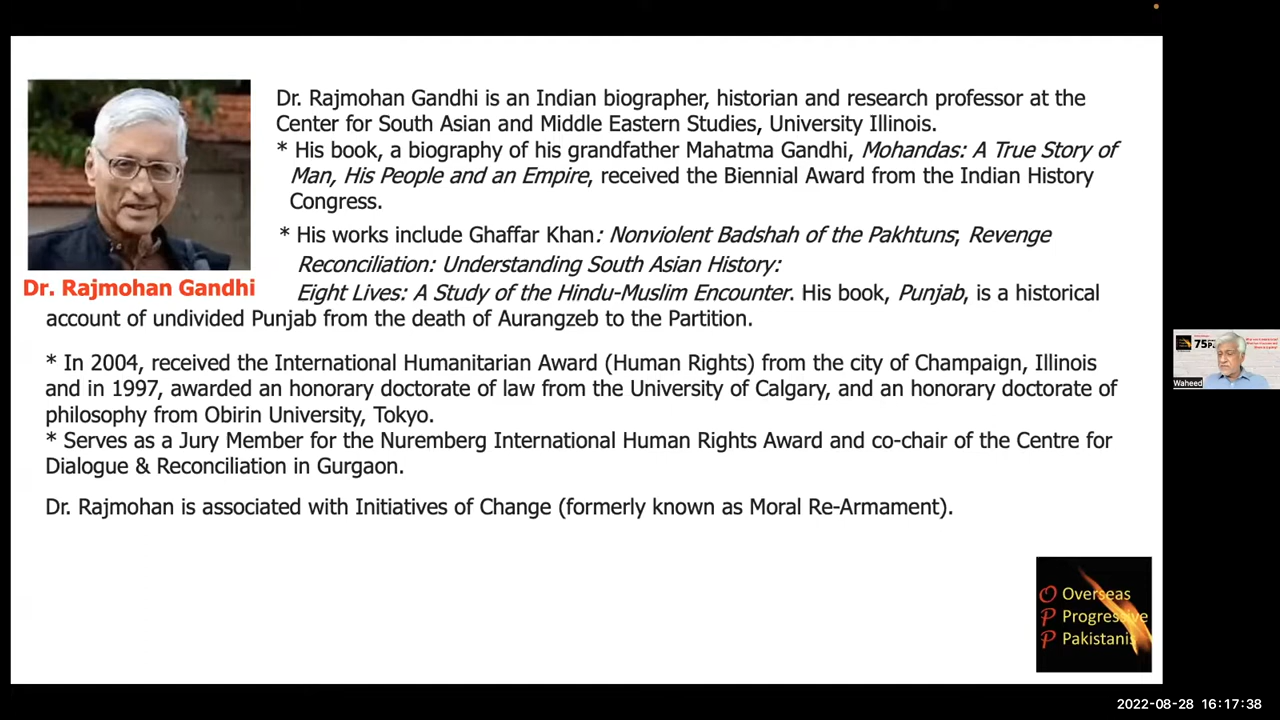 Dr. Rajmohan Gandhi is an Indian biographer, historian and research professor at the
Center for South Asian and Middle Eastern Studies, University Illinois.
* His book, a biography of his grandfather Mahatma Gandhi, Mohandas: A True Story of
Man, His People and an Empire, received the Biennial Award from the Indian History
Congress.
* His works include Ghaffar Khan: Nonviolent Badshah of the Pakhtuns; Revenge
Reconciliation: Understanding South Asian History:
Dr. Rajmohan Gandhi
Eight Lives: A Study of the Hindu-Muslim Encounter. His book, Punjab, is a historical
account of undivided Punjab from the death of Aurangzeb to the Partition.
* In 2004, received the International Humanitarian Award (Human Rights) from the city of Champaign, Illinois
and in 1997, awarded an honorary doctorate of law from the University of Calgary, and an honorary doctorate of
philosophy from Obirin University, Tokyo.
* Serves as a Jury Member for the Nuremberg International Human Rights Award and co-chair of the Centre for
Dialogue & Reconciliation in Gurgaon.
Dr. Rajmohan is associated with Initiatives of Change (formerly known as Moral Re-Armament).
O Overseas
P Progressive
P Pakistanis
75
Waheed
2022-08-28 16:17:38